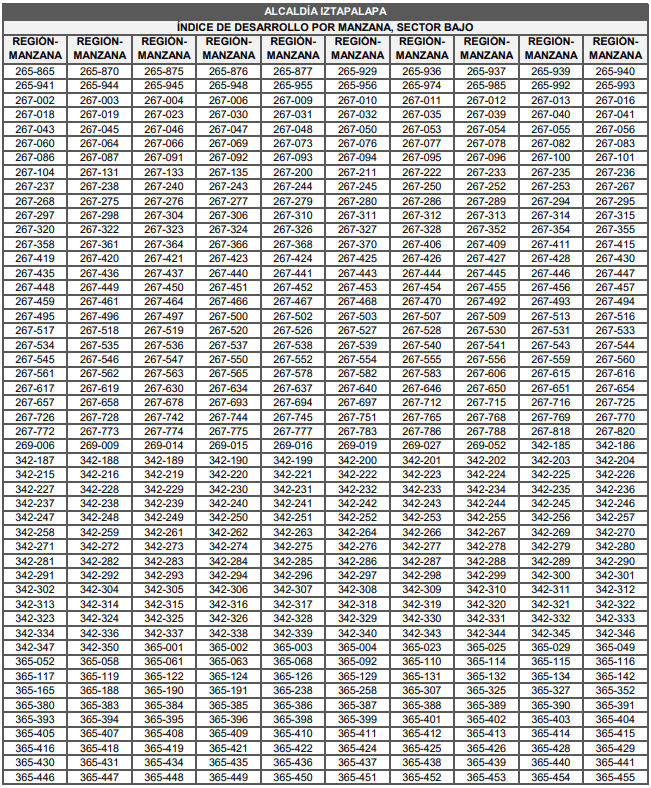 ALCALDÍA IZTAPALAPA
ÍNDICE DE DESARROLLO POR MANZANA, SECTOR BAJO
REGIÓN- REGIÓN- REGIÓN- REGIÓN- REGIÓN- REGIÓN- REGIÓN- REGIÓN- REGIÓN- REGIÓN-
MANZANA MANZANA MANZANA MANZANA MANZANA MANZANA MANZANA MANZANA MANZANA MANZANA
265-865 265-870 265-875 265-876 265-877 265-929 265-936 265-937 265-939 265-940
265-941 265-944 265-945 265-948 265-955 265-956 265-974 265-985 265-992 265-993
267-002 267-003 267-004 267-006 267-009 267-010 267-011 267-012 267-013 267-016
267-018 267-019 267-023 267-030 267-031 267-032 267-035 267-039 267-040 267-041
267-043 267-045 267-046 267-047 267-048 267-050 267-053 267-054 267-055 267-056
267-060 267-064 267-066 267-069 267-073 267-076 267-077 267-078 267-082 267-083
267-086 267-087 267-091 267-092 267-093 267-094 267-095 267-096 267-100 267-101
267-104 267-131 267-133 267-135 267-200 267-211 267-222 267-233 267-235 267-236
267-237 267-238 267-240 267-243 267-244 267-245 267-250 267-252 267-253 267-267
267-268 267-275 267-276 267-277 267-279 267-280 267-286 267-289 267-294 267-295
267-297 267-298 267-304 267-306 267-310 267-311 267-312 267-313 267-314 267-315
267-320 267-322 267-323 267-324 267-326 267-327 267-328 267-352 267-354 267-355
267-358 267-361 267-364 267-366 267-368 267-370 267-406 267-409 267-411 267-415
267-419 267-420 267-421 267-423 267-424 267-425 267-426 267-427 267-428 267-430
267-435 267-436 267-437 267-440 267-441 267-443 267-444 267-445 267-446 267-447
267-448 267-449 267-450 267-451 267-452 267-453 267-454 267-455 267-456 267-457
267-459 267-461 267-464 267-466 267-467 267-468 267-470 267-492 267-493 267-494
267-495 267-496 267-497 267-500 267-502 267-503 267-507 267-509 267-513 267-516
267-517 267-518 267-519 267-520 267-526 267-527 267-528 267-530 267-531 267-533
267-534 267-535 267-536 267-537 267-538 267-539 267-540 267-541 267-543 267-544
267-545 267-546 267-547 267-550 267-552 267-554 267-555 267-556 267-559 267-560
267-561 267-562 267-563 267-565 267-578 267-582 267-583 267-606 267-615 267-616
267-617 267-619 267-630 267-634 267-637 267-640 267-646 267-650 267-651 267-654
267-657 267-658 267-678 267-693 267-694 267-697 267-712 267-715 267-716 267-725
267-726 267-728 267-742 267-744 267-745 267-751 267-765 267-768 267-769 267-770
267-772 267-773 267-774 267-775 267-777 267-783 267-786 267-788 267-818 267-820
269-006 269-009 269-014 269-015 269-016 269-019 269-027 269-052 342-185 342-186
342-187 342-188 342-189 342-190 342-199 342-200 342-201 342-202 342-203 342-204
342-215 342-216 342-219 342-220 342-221 342-222 342-223 342-224 342-225 342-226
342-227 342-228 342-229 342-230 342-231 342-232 342-233 342-234 342-235 342-236
342-237 342-238 342-239 342-240 342-241 342-242 342-243 342-244 342-245 342-246
342-247 342-248 342-249 342-250 342-251 342-252 342-253 342-255 342-256 342-257
342-258 342-259 342-261 342-262 342-263 342-264 342-266 342-267 342-269 342-270
342-271 342-272 342-273 342-274 342-275 342-276 342-277 342-278 342-279 342-280
342-281 342-282 342-283 342-284 342-285 342-286 342-287 342-288 342-289 342-290
342-291 342-292 342-293 342-294 342-296 342-297 342-298 342-299 342-300 342-301
342-302 342-304 342-305 342-306 342-307 342-308 342-309 342-310 342-311 342-312
342-313 342-314 342-315 342-316 342-317 342-318 342-319 342-320 342-321 342-322
342-323 342-324 342-325 342-326 342-328 342-329 342-330 342-331 342-332 342-333
342-334 342-336 342-337 342-338 342-339 342-340 342-343 342-344 342-345 342-346
342-347 342-350 365-001 365-002 365-003 365-004 365-023 365-025 365-029 365-049
365-052 365-058 365-061 365-063 365-068 365-092 365-110 365-114 365-115 365-116
365-117 365-119 365-122 365-124 365-126 365-129 365-131 365-132 365-134 365-142
365-165 365-188 365-190 365-191 365-238 365-258 365-307 365-325 365-327 365-352
365-380 365-383 365-384 365-385 365-386 365-387 365-388 365-389 365-390 365-391
365-393 365-394 365-395 365-396 365-398 365-399 365-401 365-402 365-403 365-404
365-405 365-407 365-408 365-409 365-410 365-411 365-412 365-413 365-414 365-415
365-416 365-418 365-419 365-421 365-422 365-424 365-425 365-426 365-428 365-429
365-430 365-431 365-434 365-435 365-436 365-437 365-438 365-439 365-440 365-441
365-446 365-447 365-448 365-449 365-450 365-451 365-452 365-453 365-454 365-455